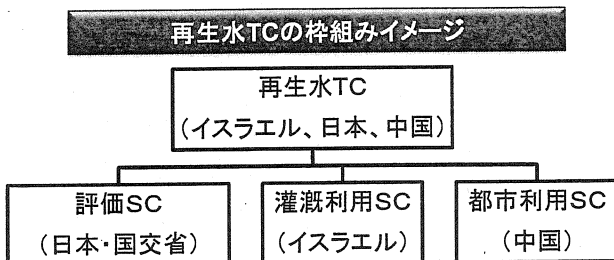 再生水TCの枠組みイメージ
再生水TC
(イスラエル、日本、中国)
評価SC
(日本・国交省)
灌漑利用SC
(イスラエル)
都市利用SC
(中国)